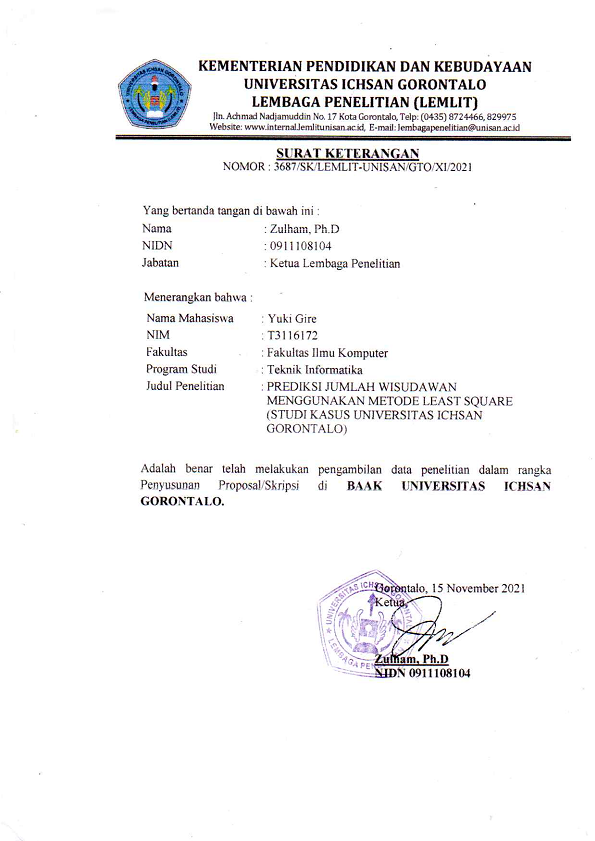 KEMENTERIAN PENDIDIKAN DAN KEBUDAYAAN
UNIVERSITAS ICHSAN GORONTALO
LEMBAGA PENELITIAN (LEMLIT)
Jln. Achmad Nadjamuddin No. 17 Kota Gorontalo, Telp: (0435) 8724466, 829975
Website: www.internal.lemlitunisan.ac.id, E-mail: lembagapenelitian@unisan.ac.id
SURAT KETERANGAN
NOMOR : 3687/SK/LEMLIT-UNISAN/GTO/XI/2021
Yang bertanda tangan di bawah ini :
Nama : Zulham, Ph.D
NIDN : 0911108104
Jabatan : Ketua Lembaga Penelitian
Menerangkan bahwa :
Nama Mahasiswa : Yuki Gire
NIM : T3116172
Fakultas : Fakultas Ilmu Komputer
Program Studi : Teknik Informatika
Judul Penelitian : PREDIKSI JUMLAH WISUDAWAN
MENGGUNAKAN METODE LEAST SQUARE
(STUDI KASUS UNIVERSITAS ICHSAN
GORONTALO)
Adalah benar telah melakukan pengambilan data penelitian dalam rangka
Penyusunan Proposal/Skripsi di BAAK UNIVERSITAS ICHSAN
GORONTALO.
Gorontalo, 15 November 2021
Ketua,
Zulham, Ph.D
NIDN 0911108104